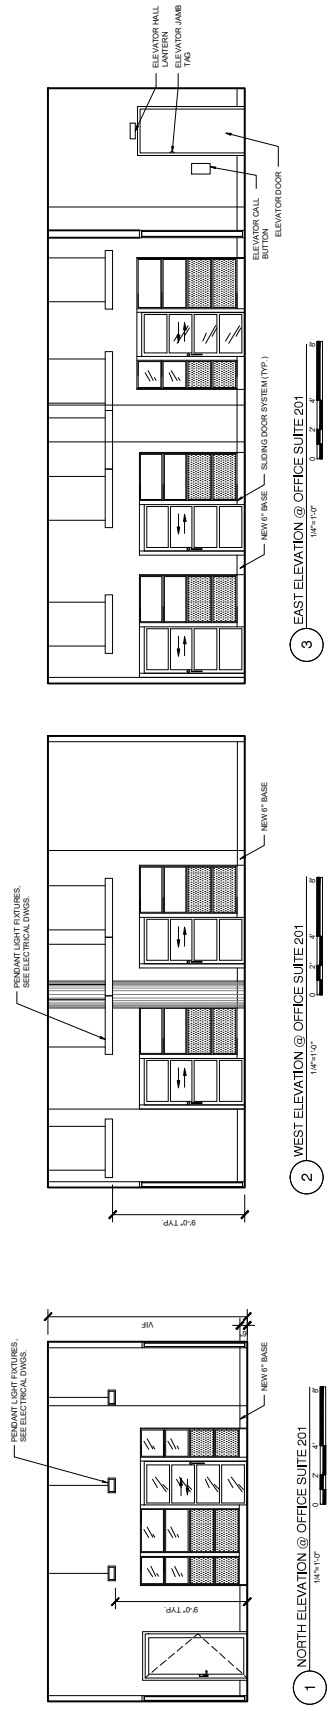 PENDANT LIGHT FIXTURES,
SEE ELECTRICAL DWGS.
9'-0" TYP.
VIF
6"
NEW 6" BASE
1
NORTH ELEVATION @ OFFICE SUITE 201
1/4"=1'-0"
0
2'
4'
8'
PENDANT LIGHT FIXTURES,
SEE ELECTRICAL DWGS.
9'-0" TYP.
NEW 6" BASE
2
WEST ELEVATION @ OFFICE SUITE 201
1/4"=1'-0"
0
2'
4'
8'
ELEVATOR HALL
LANTERN
ELEVATOR JAMB
TAG
ELEVATOR CALL
BUTTON
ELEVATOR DOOR
NEW 6" BASE
SLIDING DOOR SYSTEM (TYP.)
3
EAST ELEVATION @ OFFICE SUITE 201
1/4"=1'-0"
0
2'
4'
8'